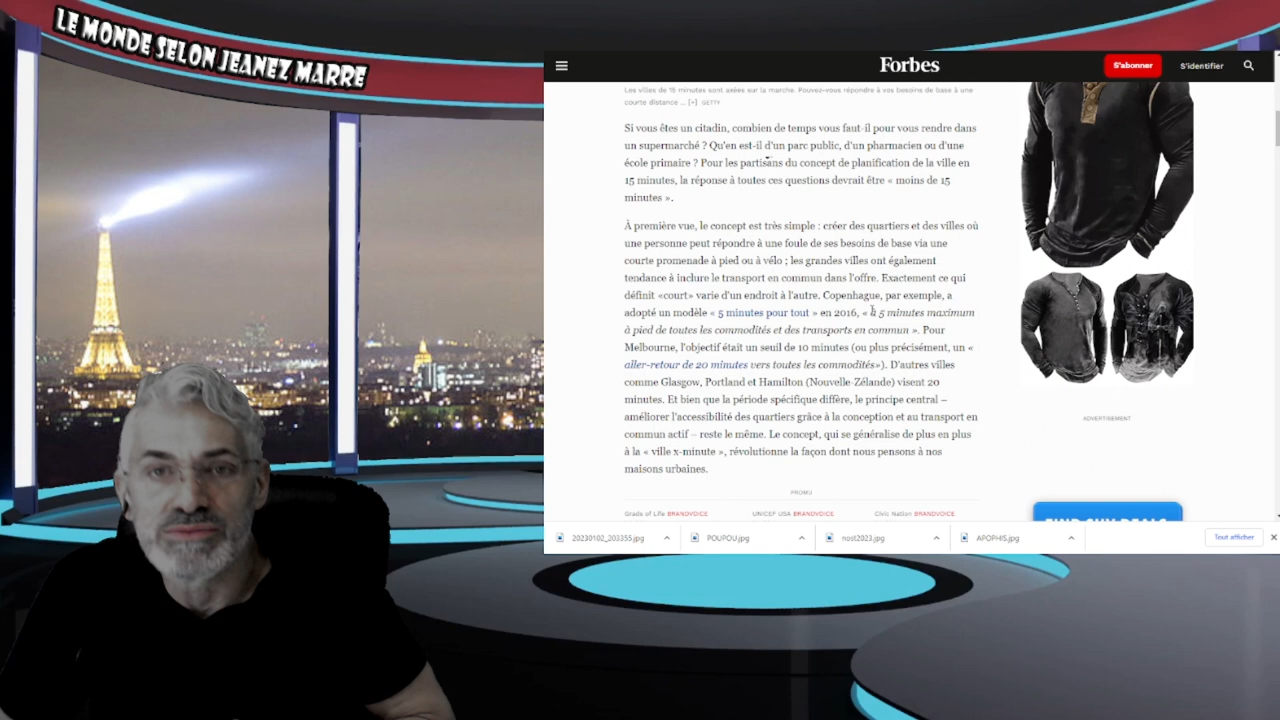 LE MONDE SELON JEANEZ MARRE
Forbes
S'abonner
S'identifier
Les villes de 15 minutes sont axées sur la marche. Pouvez-vous répondre à vos besoins de base à une
courte distance ... [+] GETTY
Si vous êtes un citadin, combien de temps vous faut-il pour vous rendre dans
un supermarché ? Qu'en est-il d'un parc public, d'un pharmacien ou d'une
école primaire ? Pour les partisans du concept de planification de la ville en
15 minutes, la réponse à toutes ces questions devrait être « moins de 15
minutes ».
À première vue, le concept est très simple : créer des quartiers et des villes où
une personne peut répondre à une foule de ses besoins de base via une
courte promenade à pied ou à vélo ; les grandes villes ont également
tendance à inclure le transport en commun dans l'offre. Exactement ce qui
définit «court» varie d'un endroit à l'autre. Copenhague, par exemple, a
adopté un modèle « 5 minutes pour tout » en 2016, « à 5 minutes maximum
à pied de toutes les commodités et des transports en commun ». Pour
Melbourne, l'objectif était un seuil de 10 minutes (ou plus précisément, un «
aller-retour de 20 minutes vers toutes les commodités»). D'autres villes
comme Glasgow, Portland et Hamilton (Nouvelle-Zélande) visent 20
minutes. Et bien que la période spécifique diffère, le principe central –
améliorer l'accessibilité des quartiers grâce à la conception et au transport en
commun actif – reste le même. Le concept, qui se généralise de plus en plus
à la « ville x-minute », révolutionne la façon dont nous pensons à nos
maisons urbaines.
PROMU
Grads of Life BRANDVOICE
UNICEF USA BRANDVOICE
Civic Nation BRANDVOICE
ADVERTISEMENT
20230102_203355.jpg
POUPOU.jpg
nost2023.jpg
APOPHIS.jpg
Tout afficher